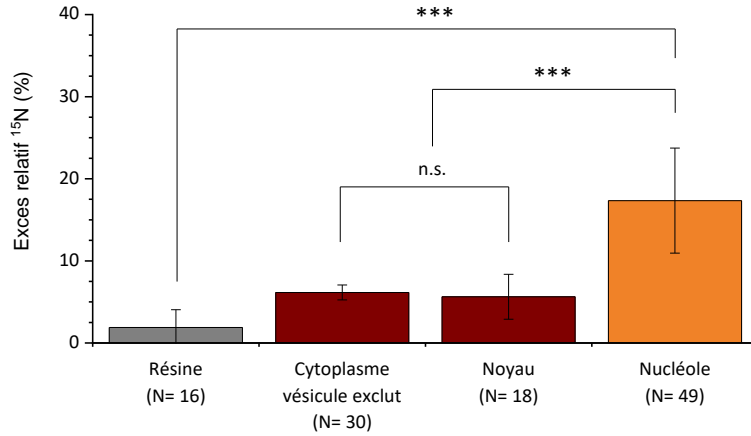 40
30
20
10
0
Exces relatif ¹⁵N (%)
***
***
n.s.
Résine
(N= 16)
Cytoplasme
vésicule exclut
(N= 30)
Noyau
(N= 18)
Nucléole
(N= 49)